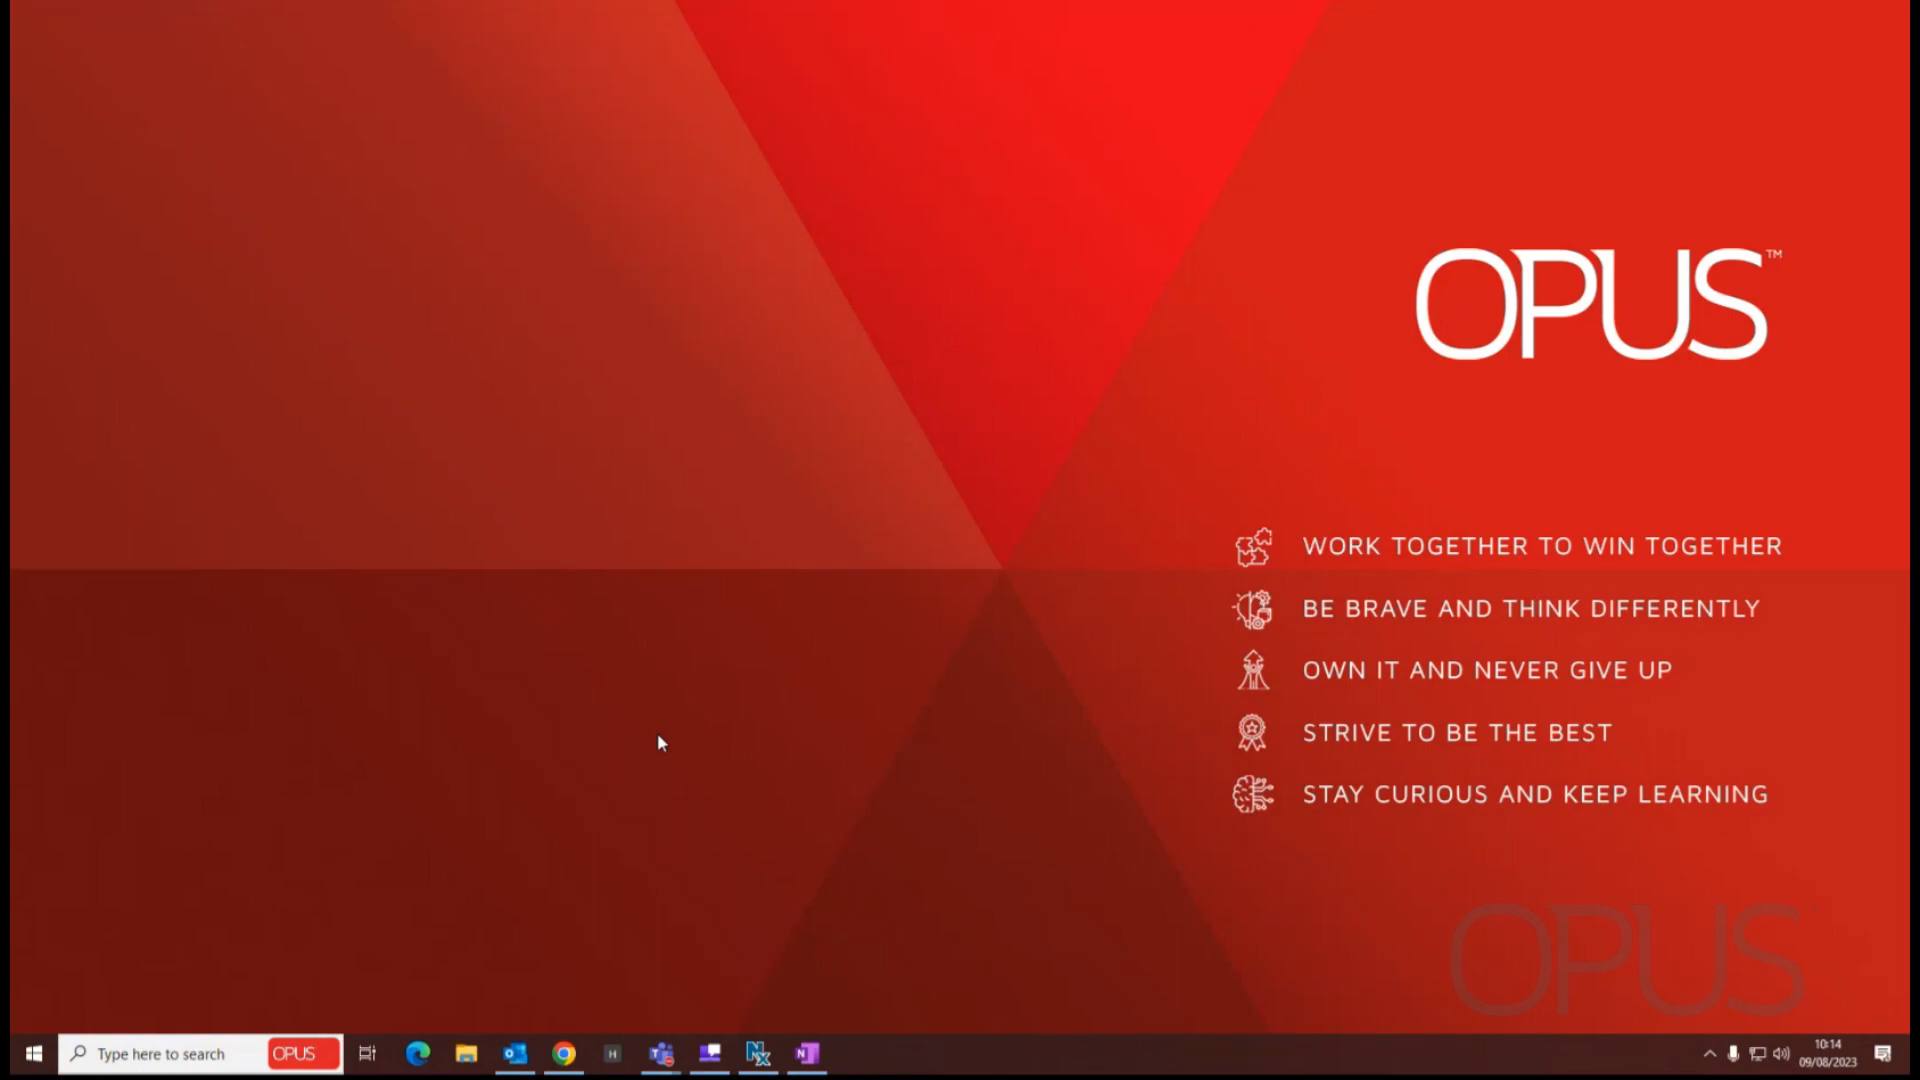 OPUS™
WORK TOGETHER TO WIN TOGETHER
BE BRAVE AND THINK DIFFERENTLY
OWN IT AND NEVER GIVE UP
STRIVE TO BE THE BEST
STAY CURIOUS AND KEEP LEARNING
OPUS
Type here to search
OPUS
H
N
10:14
09/08/2023